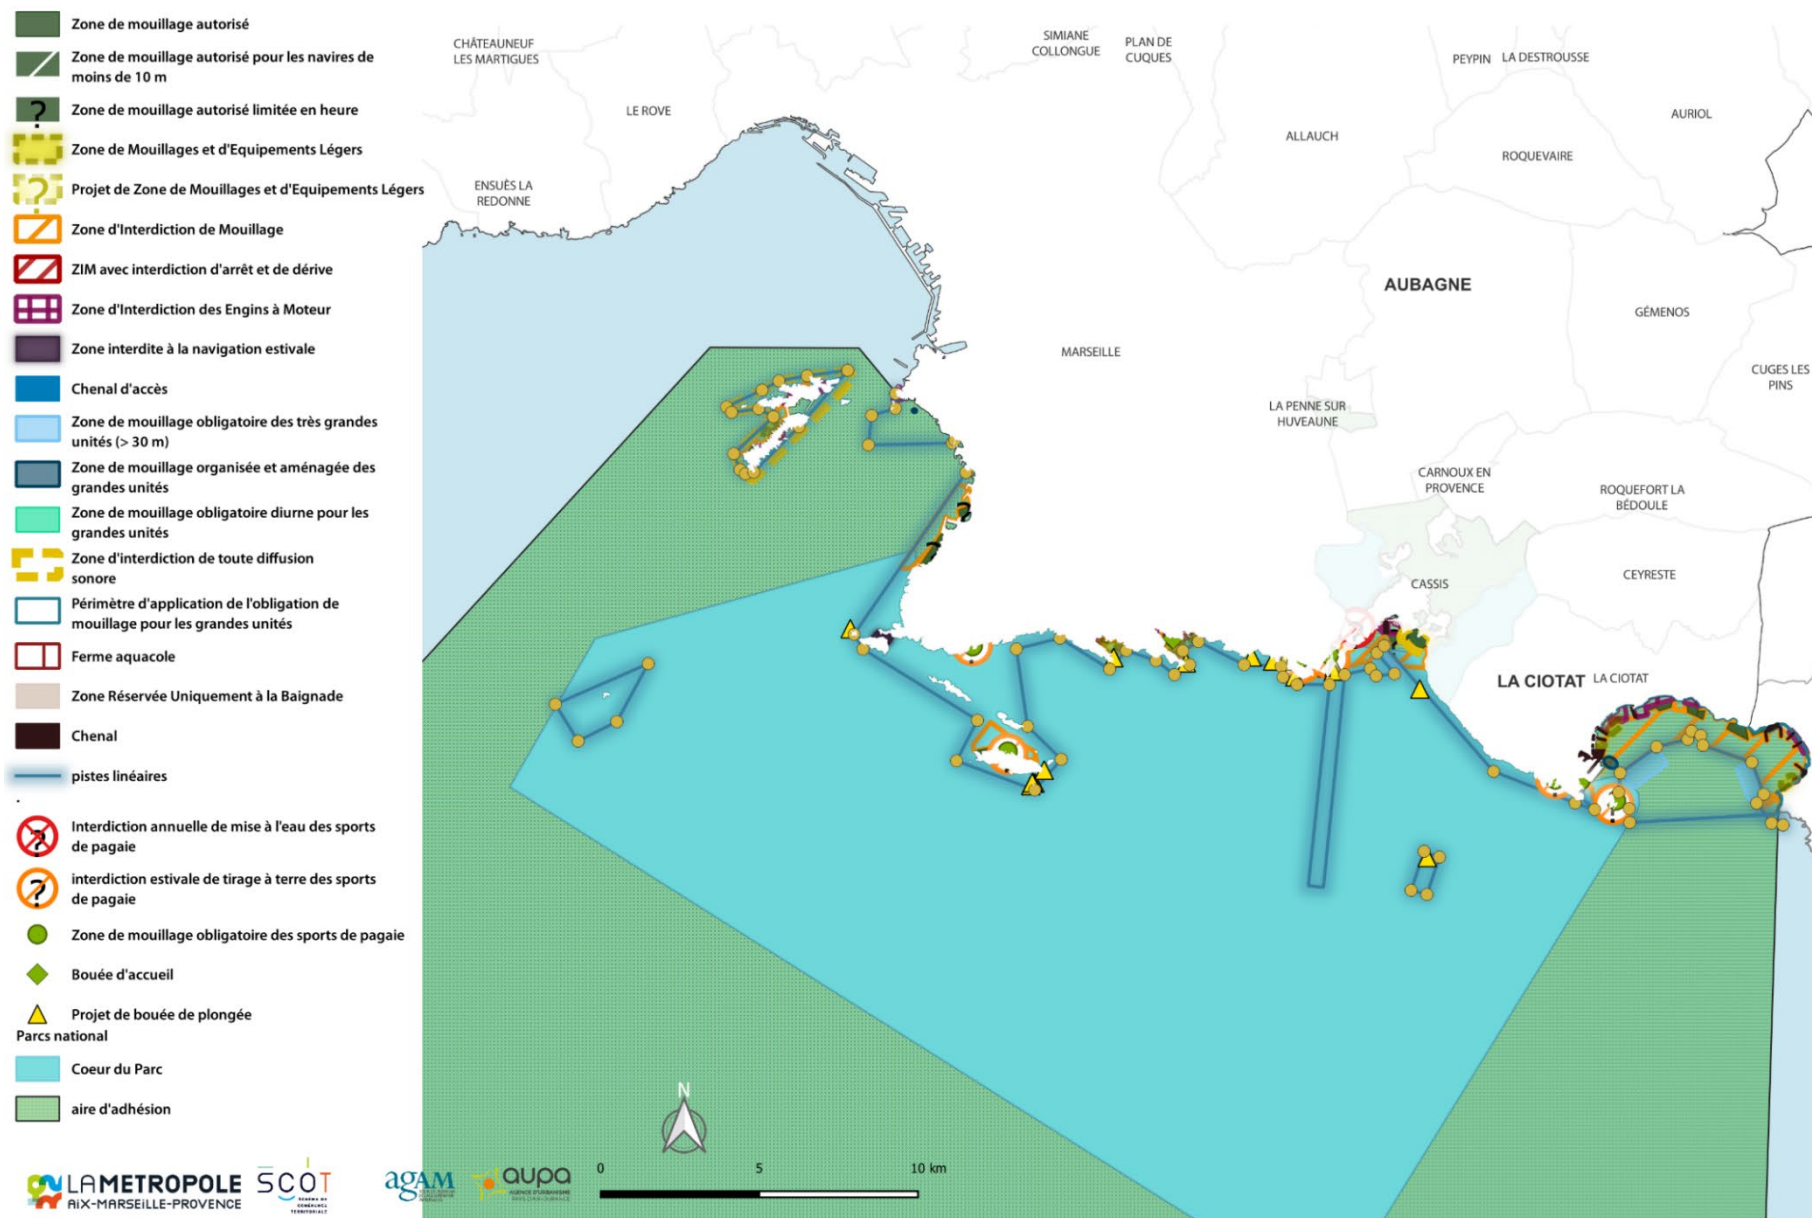 Zone de mouillage autorisé
Zone de mouillage autorisé pour les navires de
moins de 10 m
?
Zone de mouillage autorisé limitée en heure
Zone de Mouillages et d'Equipements Légers
?
Projet de Zone de Mouillages et d'Equipements Légers
Zone d'Interdiction de Mouillage
ZIM avec interdiction d'arrêt et de dérive
Zone d'Interdiction des Engins à Moteur
Zone interdite à la navigation estivale
Chenal d'accès
Zone de mouillage obligatoire des très grandes
unités (> 30 m)
Zone de mouillage organisée et aménagée des
grandes unités
Zone de mouillage obligatoire diurne pour les
grandes unités
Zone d'interdiction de toute diffusion
sonore
Périmètre d'application de l'obligation de
mouillage pour les grandes unités
Ferme aquacole
Zone Réservée Uniquement à la Baignade
Chenal
pistes linéaires
.
?
Interdiction annuelle de mise à l'eau des sports
de pagaie
?
interdiction estivale de tirage à terre des sports
de pagaie
Zone de mouillage obligatoire des sports de pagaie
Bouée d'accueil
Projet de bouée de plongée
Parcs national
Coeur du Parc
aire d'adhésion
CHÂTEAUNEUF
LES MARTIGUES
SIMIANE
COLLONGUE
PLAN DE
CUQUES
PEYPIN
LA DESTROUSSE
LE ROVE
AURIOL
ALLAUCH
ROQUEVAIRE
ENSUÈS LA
REDONNE
AUBAGNE
GÉMENOS
MARSEILLE
CUGES LES
PINS
LA PENNE SUR
HUVEAUNE
CARNOUX EN
PROVENCE
ROQUEFORT LA
BÉDOULE
CASSIS
CEYRESTE
LA CIOTAT
LA CIOTAT
N
0
5
10 km
LAMETROPOLE
AIX-MARSEILLE-PROVENCE
SCOT
SCHÉMA DE
COHÉRENCE
TERRITORIALE
agAM
aupa
AGENCE D'URBANISME
PAYS D'AIX-DURANCE